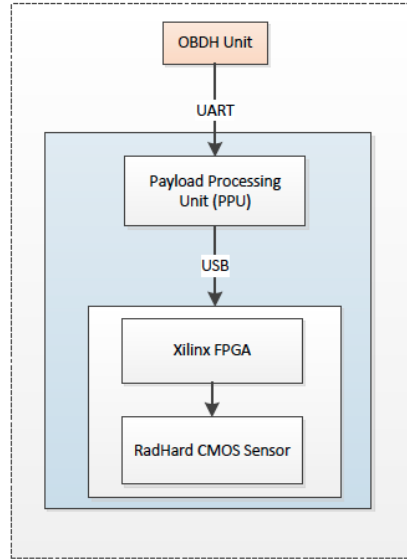 OBDH Unit
UART
Payload Processing
Unit (PPU)
USB
Xilinx FPGA
RadHard CMOS Sensor